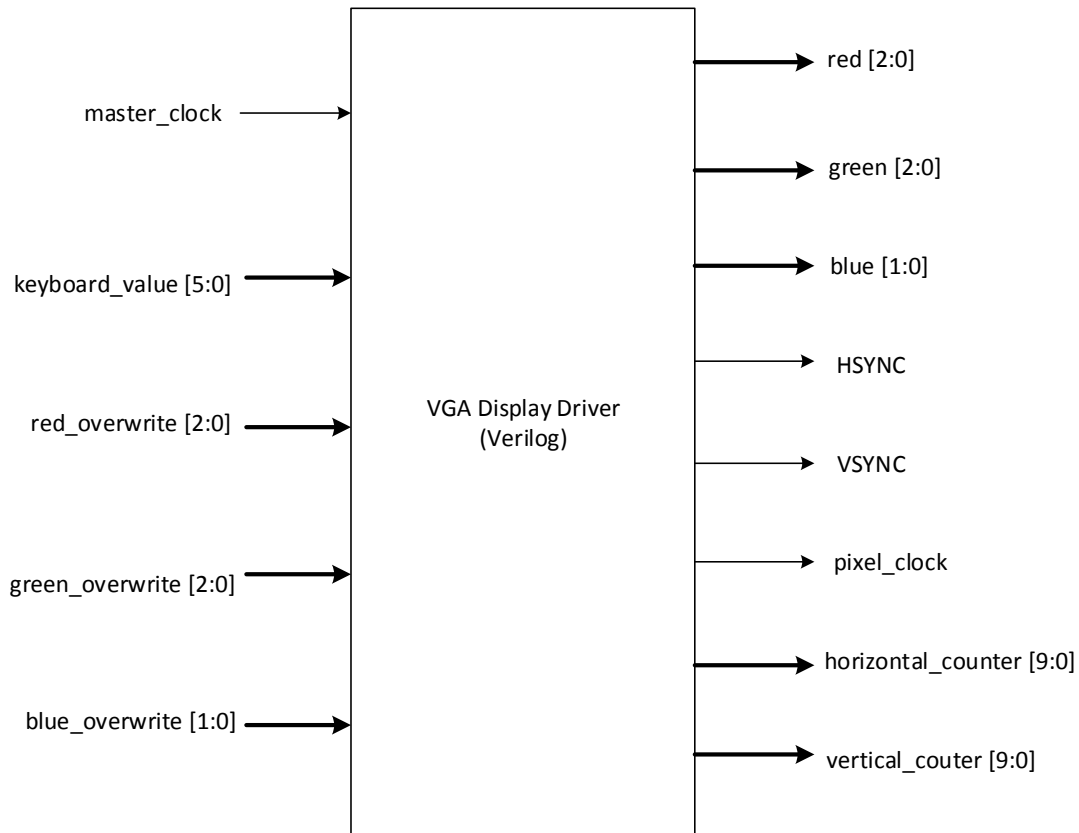 red [2:0]
master_clock
green [2:0]
keyboard_value [5:0]
blue [1:0]
HSYNC
red_overwrite [2:0]
VGA Display Driver
(Verilog)
VSYNC
pixel_clock
green_overwrite [2:0]
horizontal_counter [9:0]
blue_overwrite [1:0]
vertical_couter [9:0]